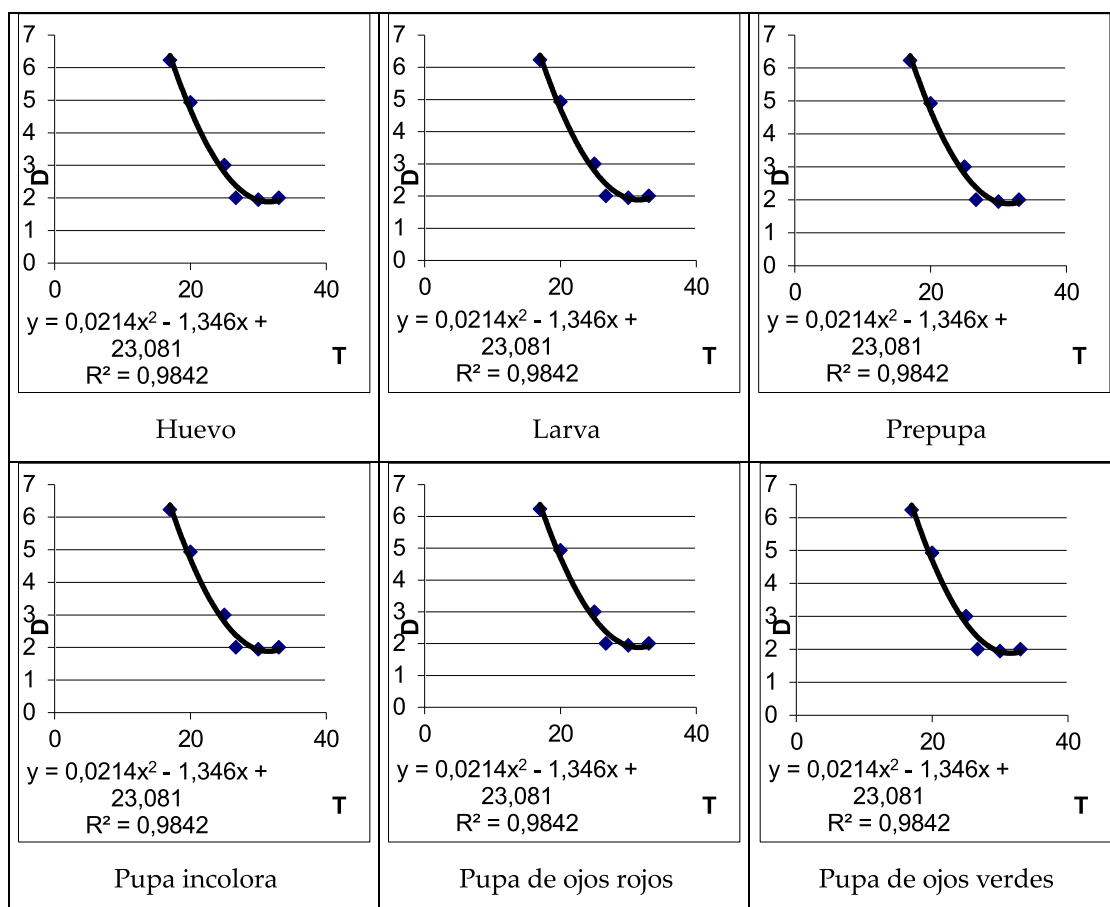 7
6
5
4
3
2
1
0
D
0 20 40
y = 0,0214x² - 1,346x +
23,081
R² = 0,9842
T
Huevo
7
6
5
4
3
2
1
0
D
0 20 40
y = 0,0214x² - 1,346x +
23,081
R² = 0,9842
T
Larva
7
6
5
4
3
2
1
0
D
0 20 40
y = 0,0214x² - 1,346x +
23,081
R² = 0,9842
T
Prepupa
7
6
5
4
3
2
1
0
D
0 20 40
y = 0,0214x² - 1,346x +
23,081
R² = 0,9842
T
Pupa incolora
7
6
5
4
3
2
1
0
D
0 20 40
y = 0,0214x² - 1,346x +
23,081
R² = 0,9842
T
Pupa de ojos rojos
7
6
5
4
3
2
1
0
D
0 20 40
y = 0,0214x² - 1,346x +
23,081
R² = 0,9842
T
Pupa de ojos verdes